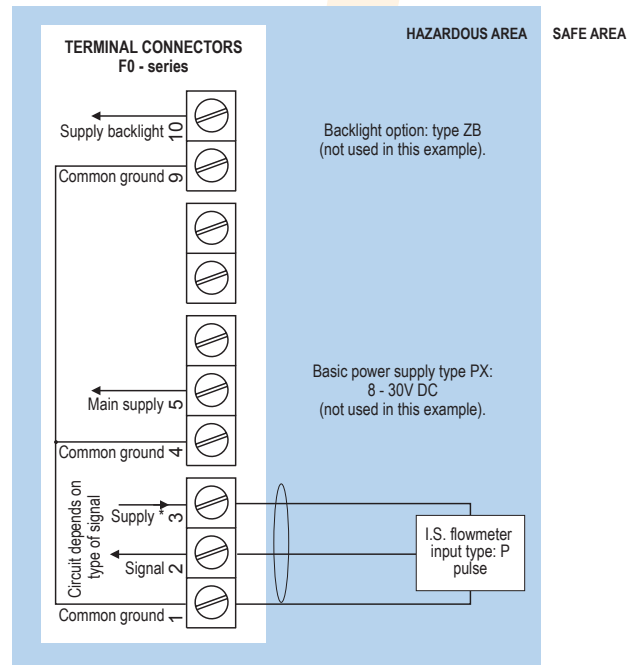 HAZARDOUS AREA
SAFE AREA
TERMINAL CONNECTORS
F0 - series
Supply backlight 10
Common ground 9
Backlight option: type ZB
(not used in this example).
Main supply 5
Common ground 4
Basic power supply type PX:
8 - 30V DC
(not used in this example).
Circuit depends on
type of signal
Supply * 3
Signal 2
Common ground 1
I.S. flowmeter
input type: P
pulse